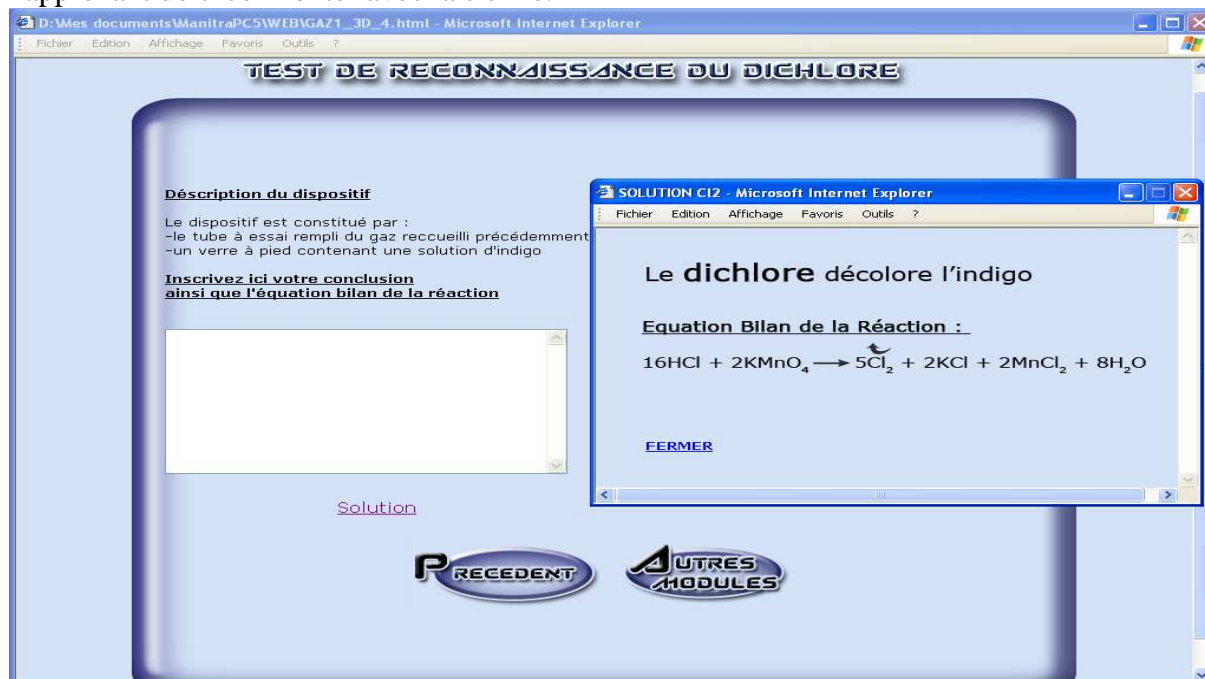 D:\Mes documents\ManitraPC5\WEB\GAZ1_3D_4.html - Microsoft Internet Explorer
Fichier Edition Affichage Favoris Outils ?
TEST DE RECONNAISSANCE DU DICHLORE
Déscription du dispositif
Le dispositif est constitué par :
-le tube à essai rempli du gaz reccueilli précédemment
-un verre à pied contenant une solution d'indigo
Inscrivez ici votre conclusion
ainsi que l'équation bilan de la réaction
Solution
PRECEDENT
AUTRES MODULES
SOLUTION Cl2 - Microsoft Internet Explorer
Fichier Edition Affichage Favoris Outils ?
Le dichlore décolore l'indigo
Equation Bilan de la Réaction :
16HCl + 2KMnO₄ → 5Cl₂ + 2KCl + 2MnCl₂ + 8H₂O
FERMER